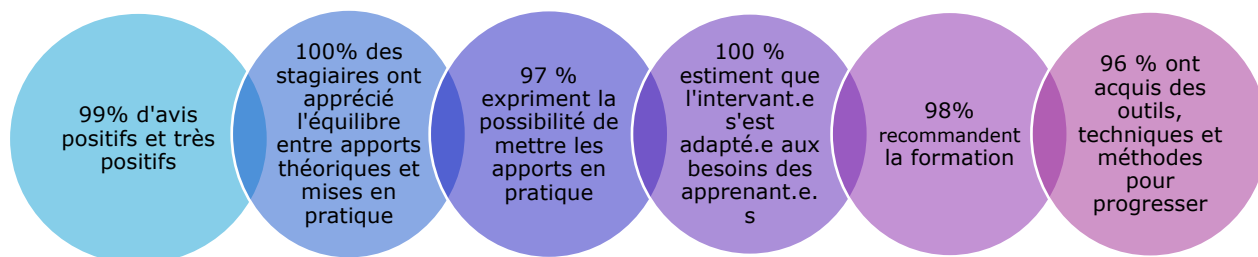 99% d'avis
positifs et très
positifs
100% des
stagiaires ont
apprécié
l'équilibre
entre apports
théoriques et
mises en
pratique
97 %
expriment la
possibilité de
mettre les
apports en
pratique
100 %
estiment que
l'intervant.e
s'est
adapté.e aux
besoins des
apprenant.e.
s
98%
recommandent
la formation
96 % ont
acquis des
outils,
techniques et
méthodes
pour
progresser